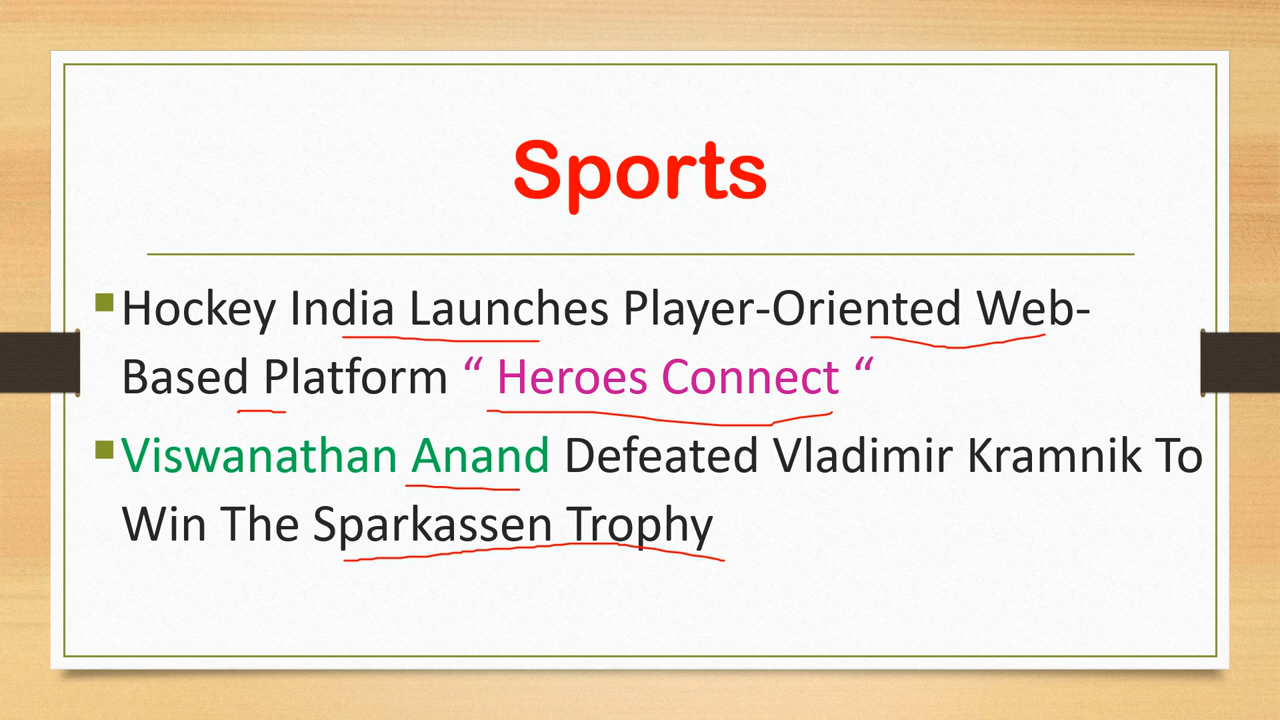 Sports
Hockey India Launches Player-Oriented Web-
Based Platform “ Heroes Connect “
Viswanathan Anand Defeated Vladimir Kramnik To
Win The Sparkassen Trophy